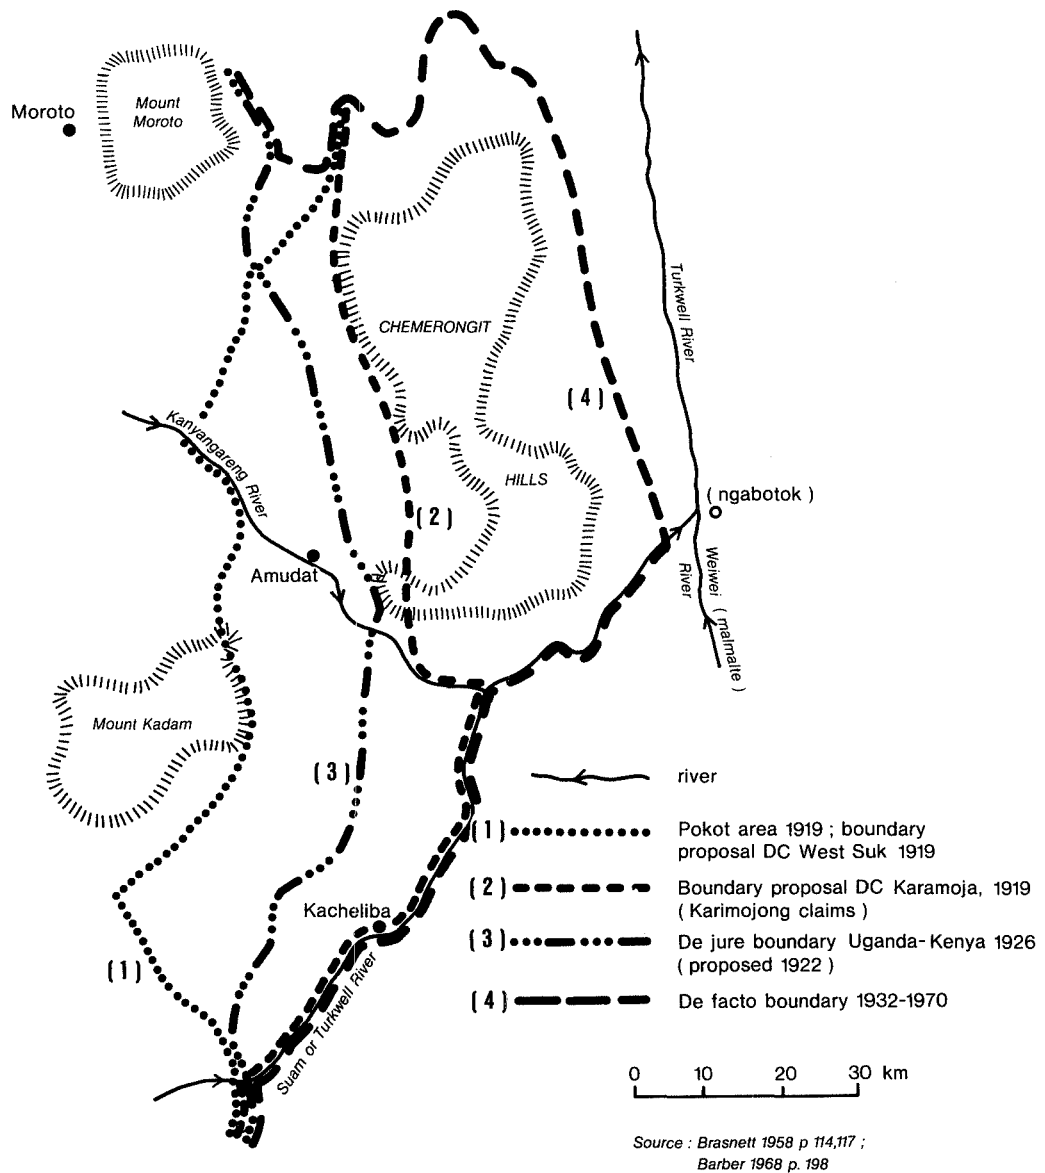 Moroto
Mount
Moroto
CHEMERONGIT
HILLS
Turkwell River
Kanyangareng River
(4)
(2)
( ngabotok )
Amudat
Weiwei ( malmalte )
River
Mount Kadam
(3)
river
(1) Pokot area 1919 ; boundary
proposal DC West Suk 1919
(2) Boundary proposal DC Karamoja, 1919
( Karimojong claims )
(3) De jure boundary Uganda-Kenya 1926
( proposed 1922 )
(4) De facto boundary 1932-1970
Kacheliba
(1)
Suam or Turkwell River
0 10 20 30 km
Source : Brasnett 1958 p 114,117 ;
Barber 1968 p. 198